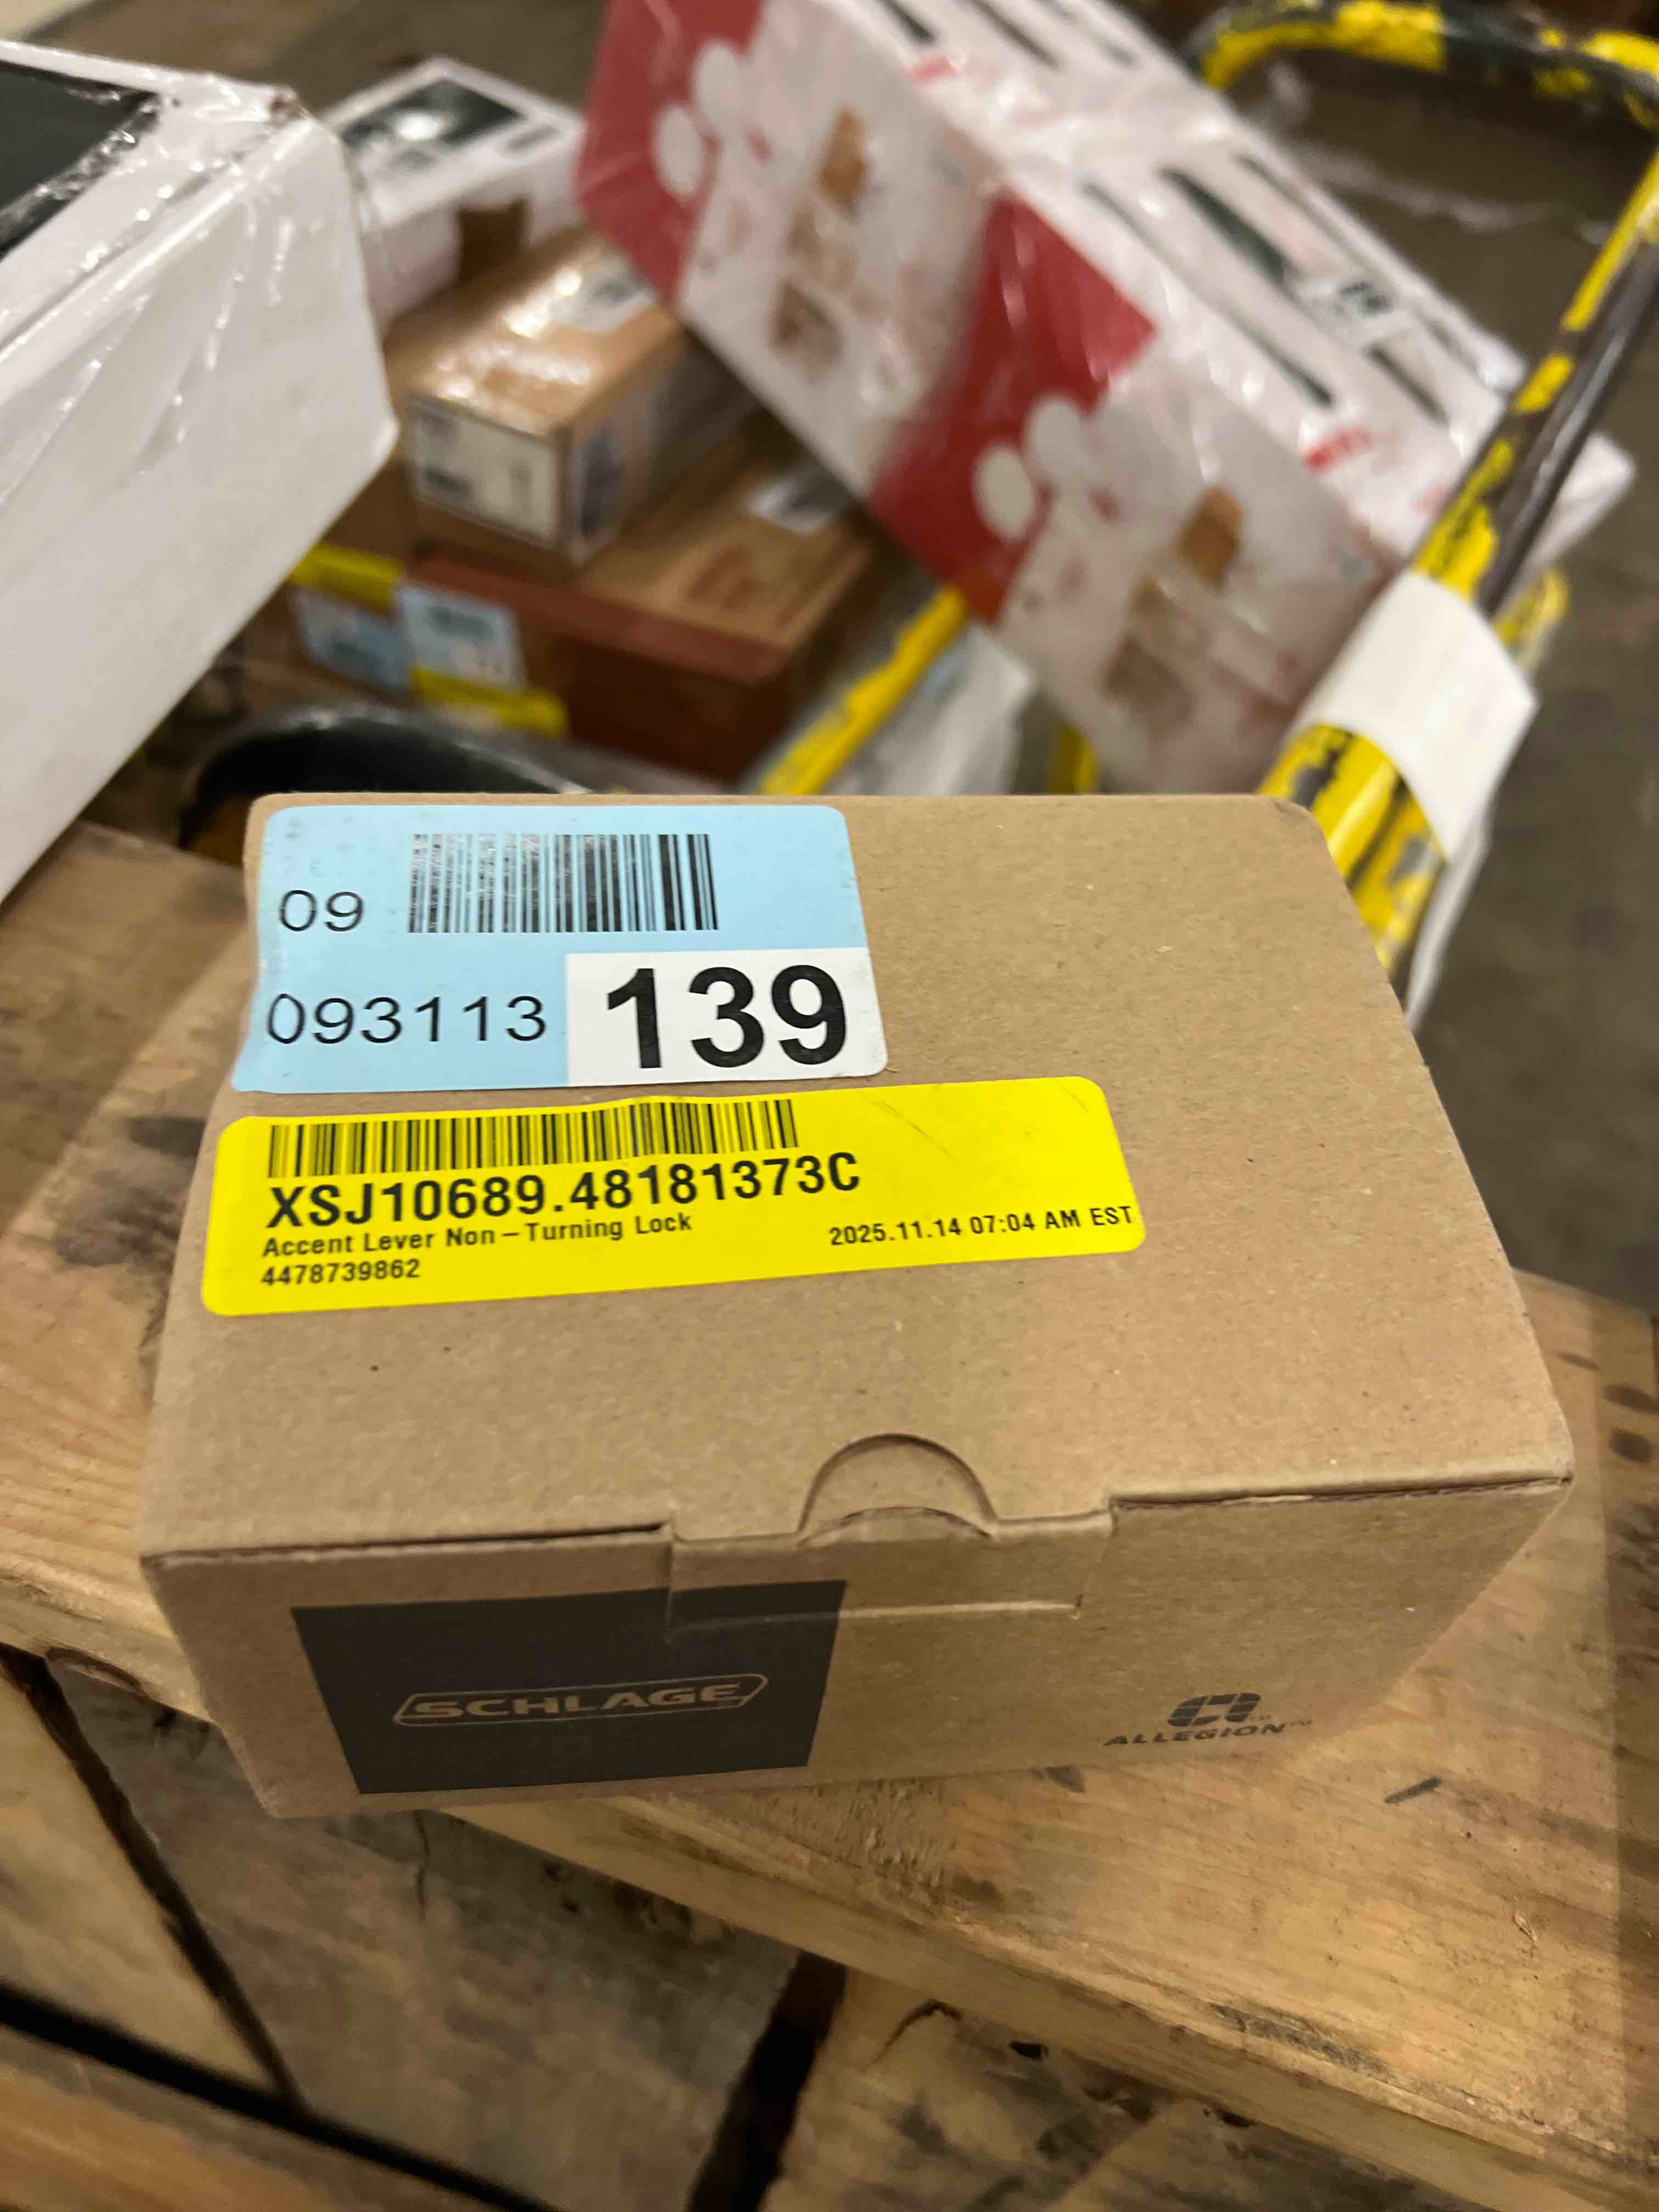 09
093113 139
XSJ10689.48181373C
Accent Lever Non-Turning Lock
2025.11.14 07:04 AM EST
4478739862
SCHLAGE
ALLEGION™